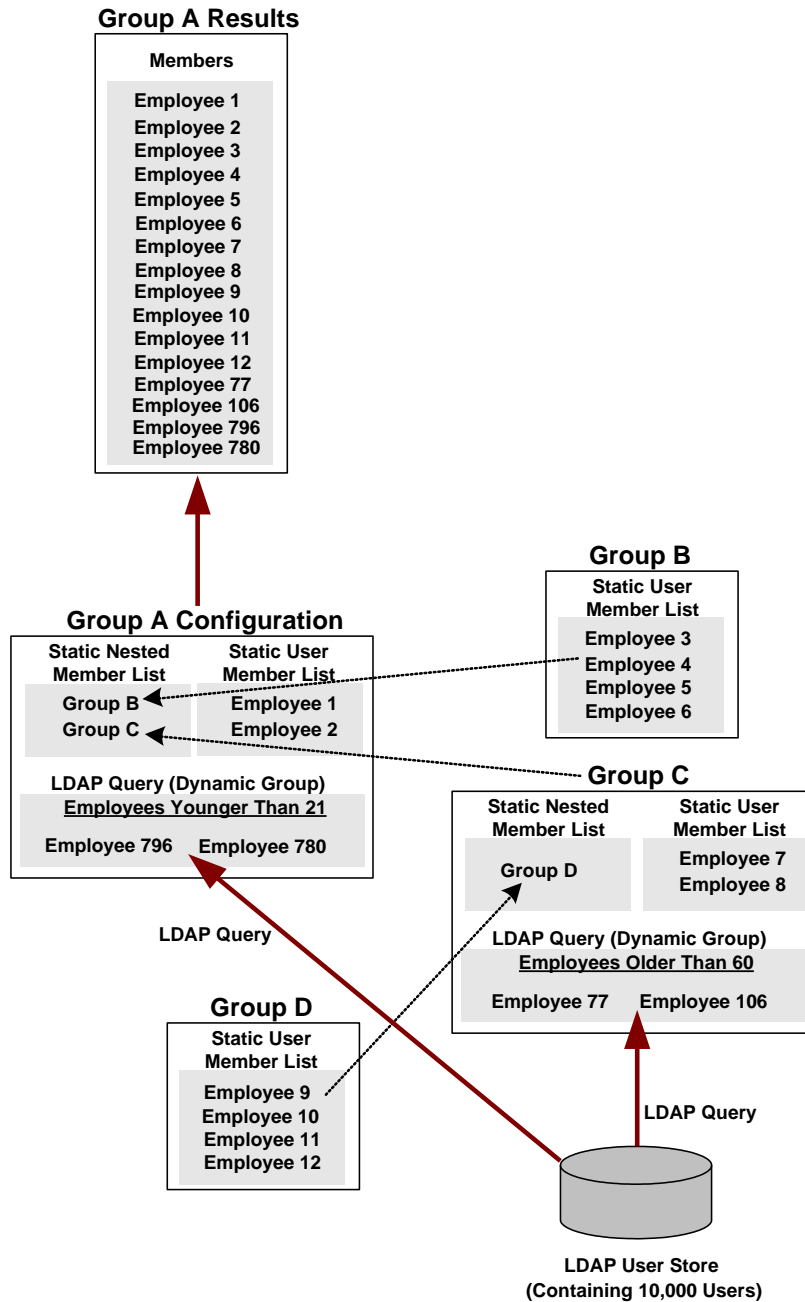 Group A Results
Members
Employee 1
Employee 2
Employee 3
Employee 4
Employee 5
Employee 6
Employee 7
Employee 8
Employee 9
Employee 10
Employee 11
Employee 12
Employee 77
Employee 106
Employee 796
Employee 780
Group B
Static User
Member List
Employee 3
Employee 4
Employee 5
Employee 6
Group A Configuration
Static Nested
Member List
Group B
Group C
Static User
Member List
Employee 1
Employee 2
LDAP Query (Dynamic Group)
Employees Younger Than 21
Employee 796
Employee 780
Group C
Static Nested
Member List
Group D
Static User
Member List
Employee 7
Employee 8
LDAP Query (Dynamic Group)
Employees Older Than 60
Employee 77
Employee 106
LDAP Query
Group D
Static User
Member List
Employee 9
Employee 10
Employee 11
Employee 12
LDAP Query
LDAP User Store
(Containing 10,000 Users)